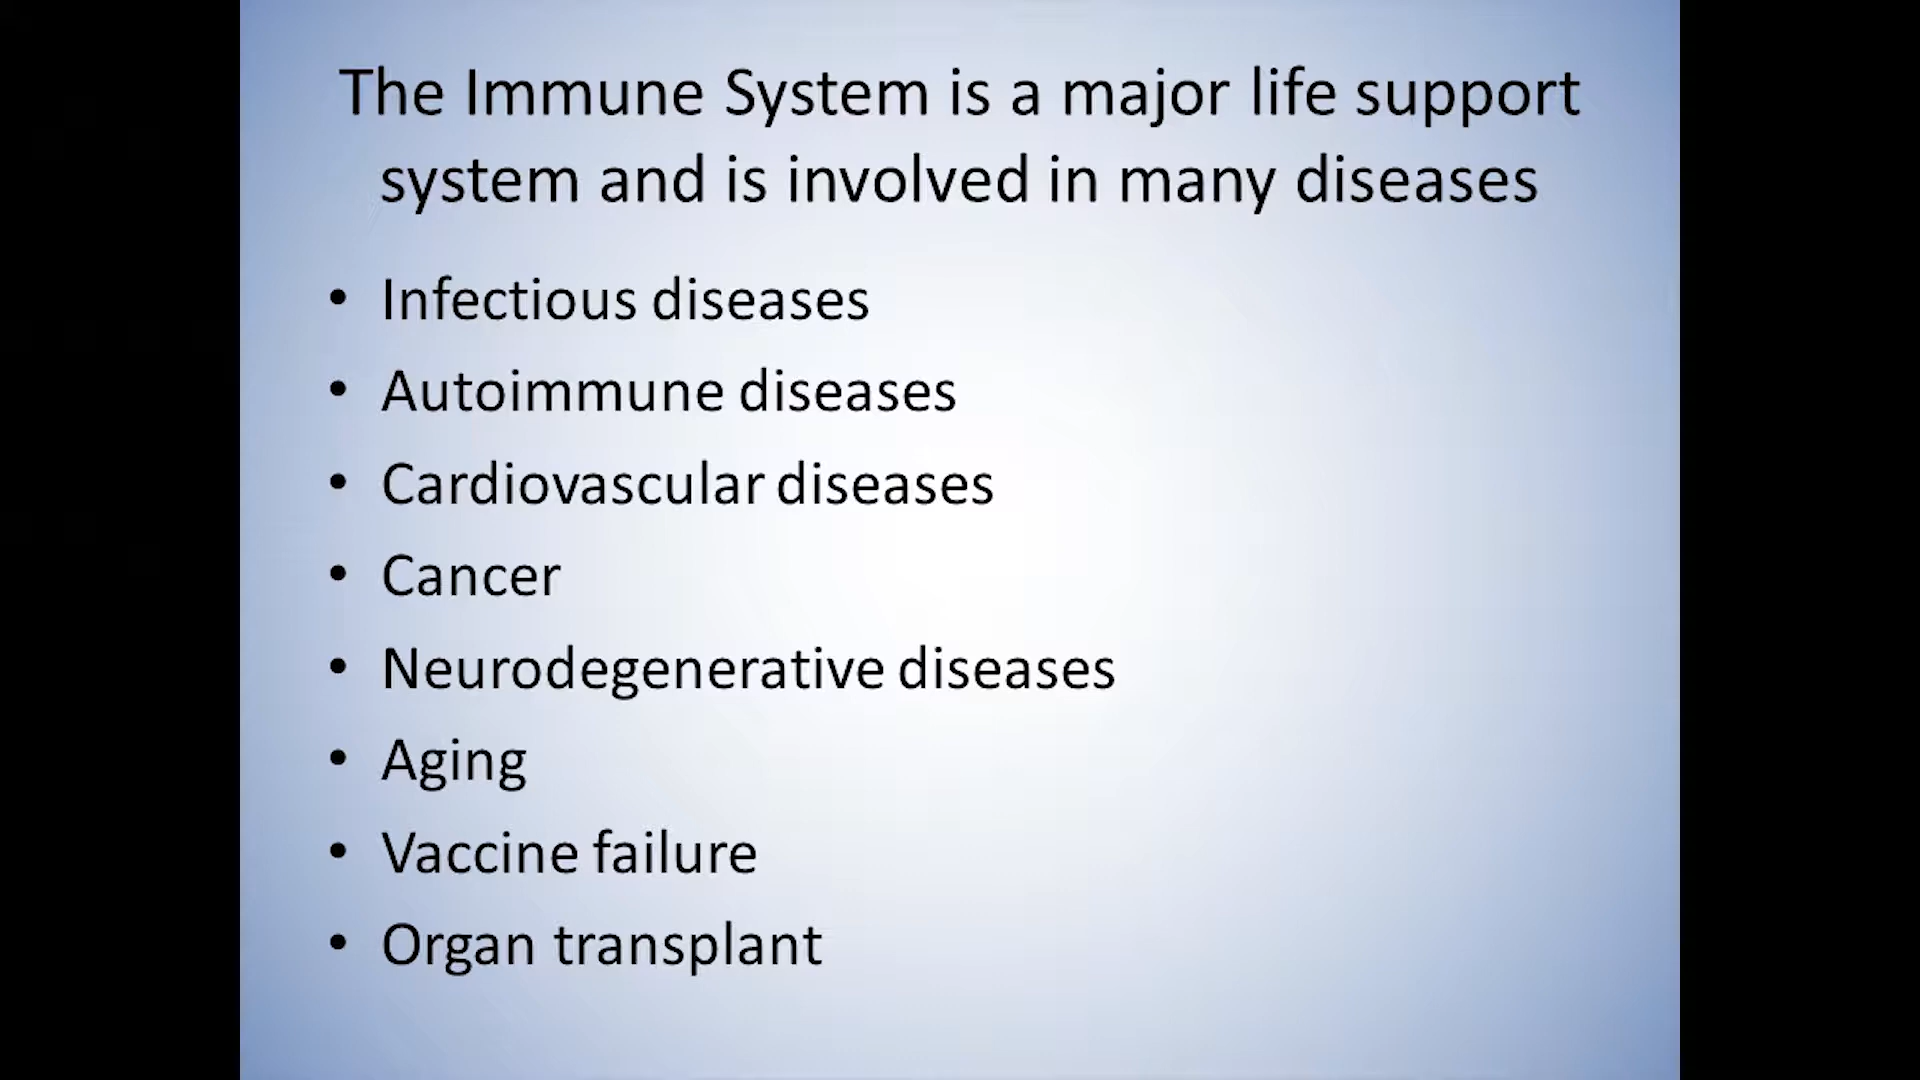 The Immune System is a major life support
system and is involved in many diseases
• Infectious diseases
• Autoimmune diseases
• Cardiovascular diseases
• Cancer
• Neurodegenerative diseases
• Aging
• Vaccine failure
• Organ transplant